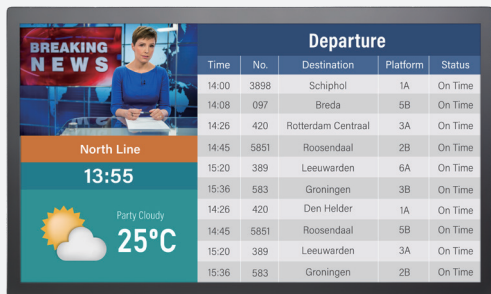 BREAKING
NEWS
North Line
13:55
Party Cloudy
25°C
Departure
Time No. Destination Platform Status
14:00 3898 Schiphol 1A On Time
14:08 097 Breda 5B On Time
14:26 420 Rotterdam Centraal 3A On Time
14:45 5851 Roosendaal 2B On Time
15:20 389 Leeuwarden 6A On Time
15:36 583 Groningen 3B On Time
14:26 420 Den Helder 1A On Time
14:45 5851 Roosendaal 5B On Time
15:20 389 Leeuwarden 3A On Time
15:36 583 Groningen 2B On Time